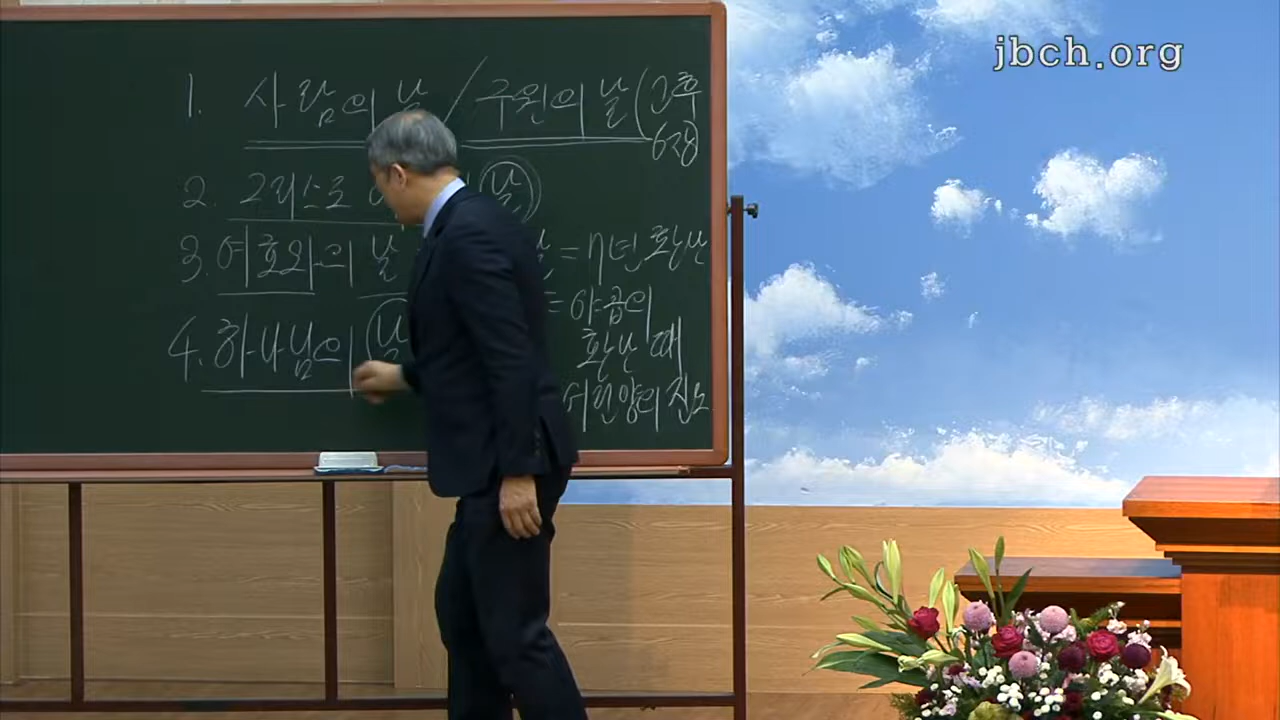 jbch.org
1. 사람의 날 / 구원의 날 (고후
6장)
2. 그리스도 날
3. 여호와의 날 = 7년 환난
= 야곱의
4. 하나님의 날 환난 때
어린양의 진노